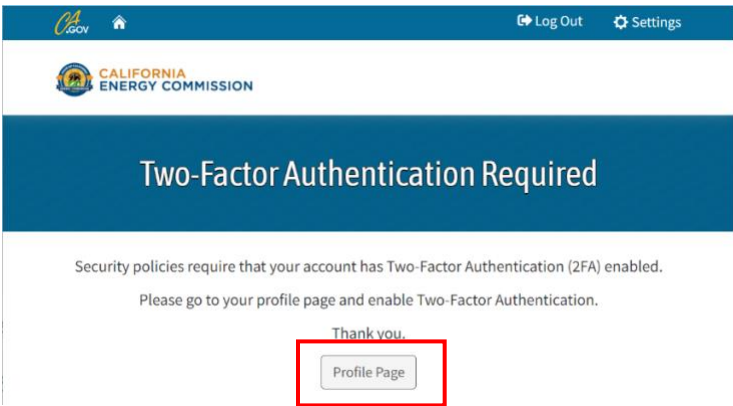 CA.GOV Log Out Settings
CALIFORNIA
ENERGY COMMISSION
Two-Factor Authentication Required
Security policies require that your account has Two-Factor Authentication (2FA) enabled.
Please go to your profile page and enable Two-Factor Authentication.
Thank you.
Profile Page